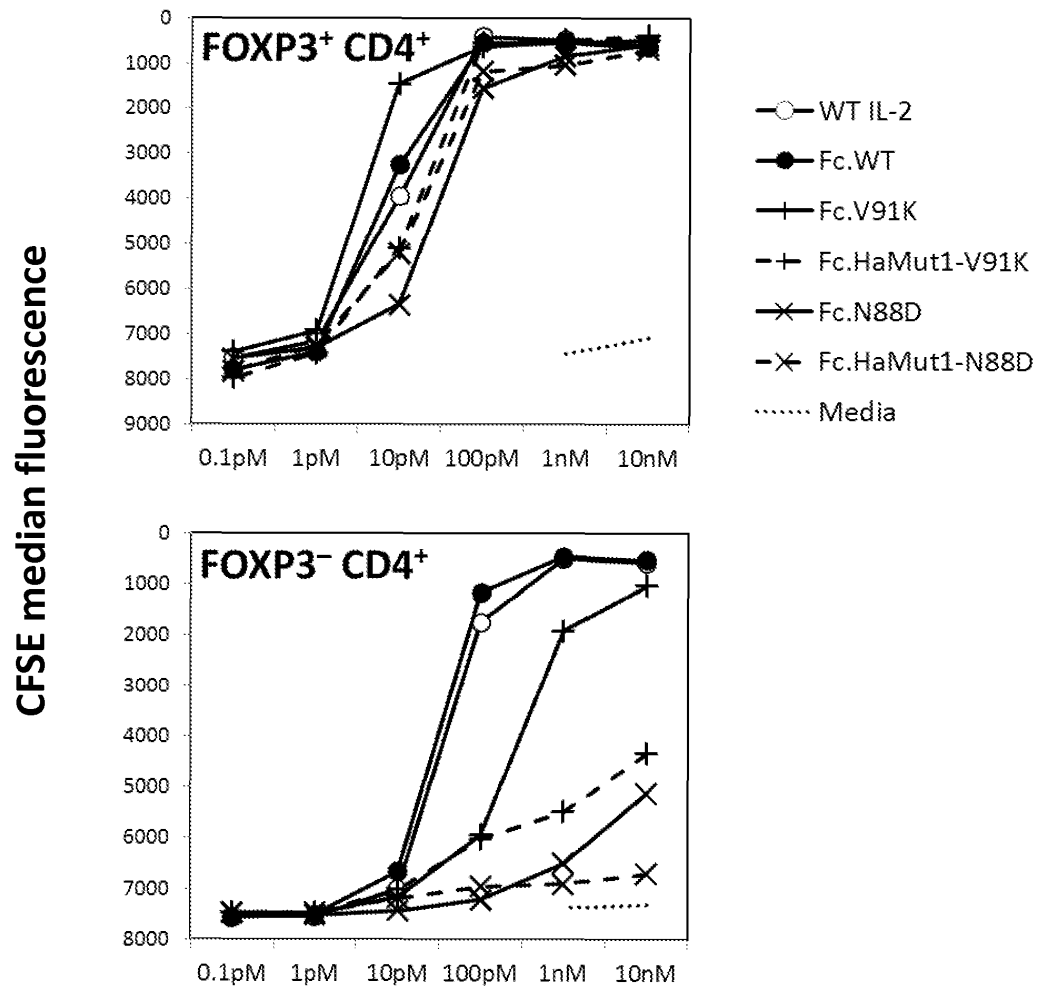 CFSE median fluorescence
FOXP3⁺ CD4⁺
0
1000
2000
3000
4000
5000
6000
7000
8000
9000
0.1pM 1pM 10pM 100pM 1nM 10nM
WT IL-2
Fc.WT
Fc.V91K
Fc.HaMut1-V91K
Fc.N88D
Fc.HaMut1-N88D
Media
FOXP3⁻ CD4⁺
0
1000
2000
3000
4000
5000
6000
7000
8000
0.1pM 1pM 10pM 100pM 1nM 10nM